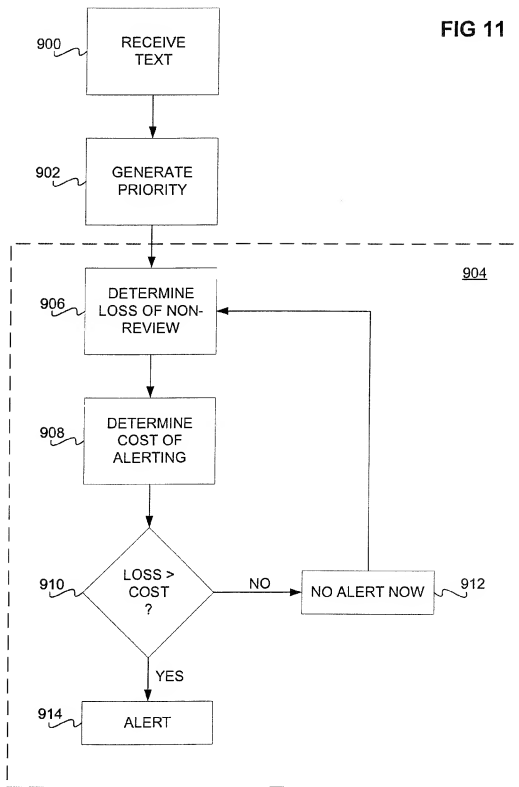 FIG 11
900
RECEIVE
TEXT
902
GENERATE
PRIORITY
904
906
DETERMINE
LOSS OF NON-
REVIEW
908
DETERMINE
COST OF
ALERTING
910
LOSS >
COST
?
NO
NO ALERT NOW
912
YES
914
ALERT